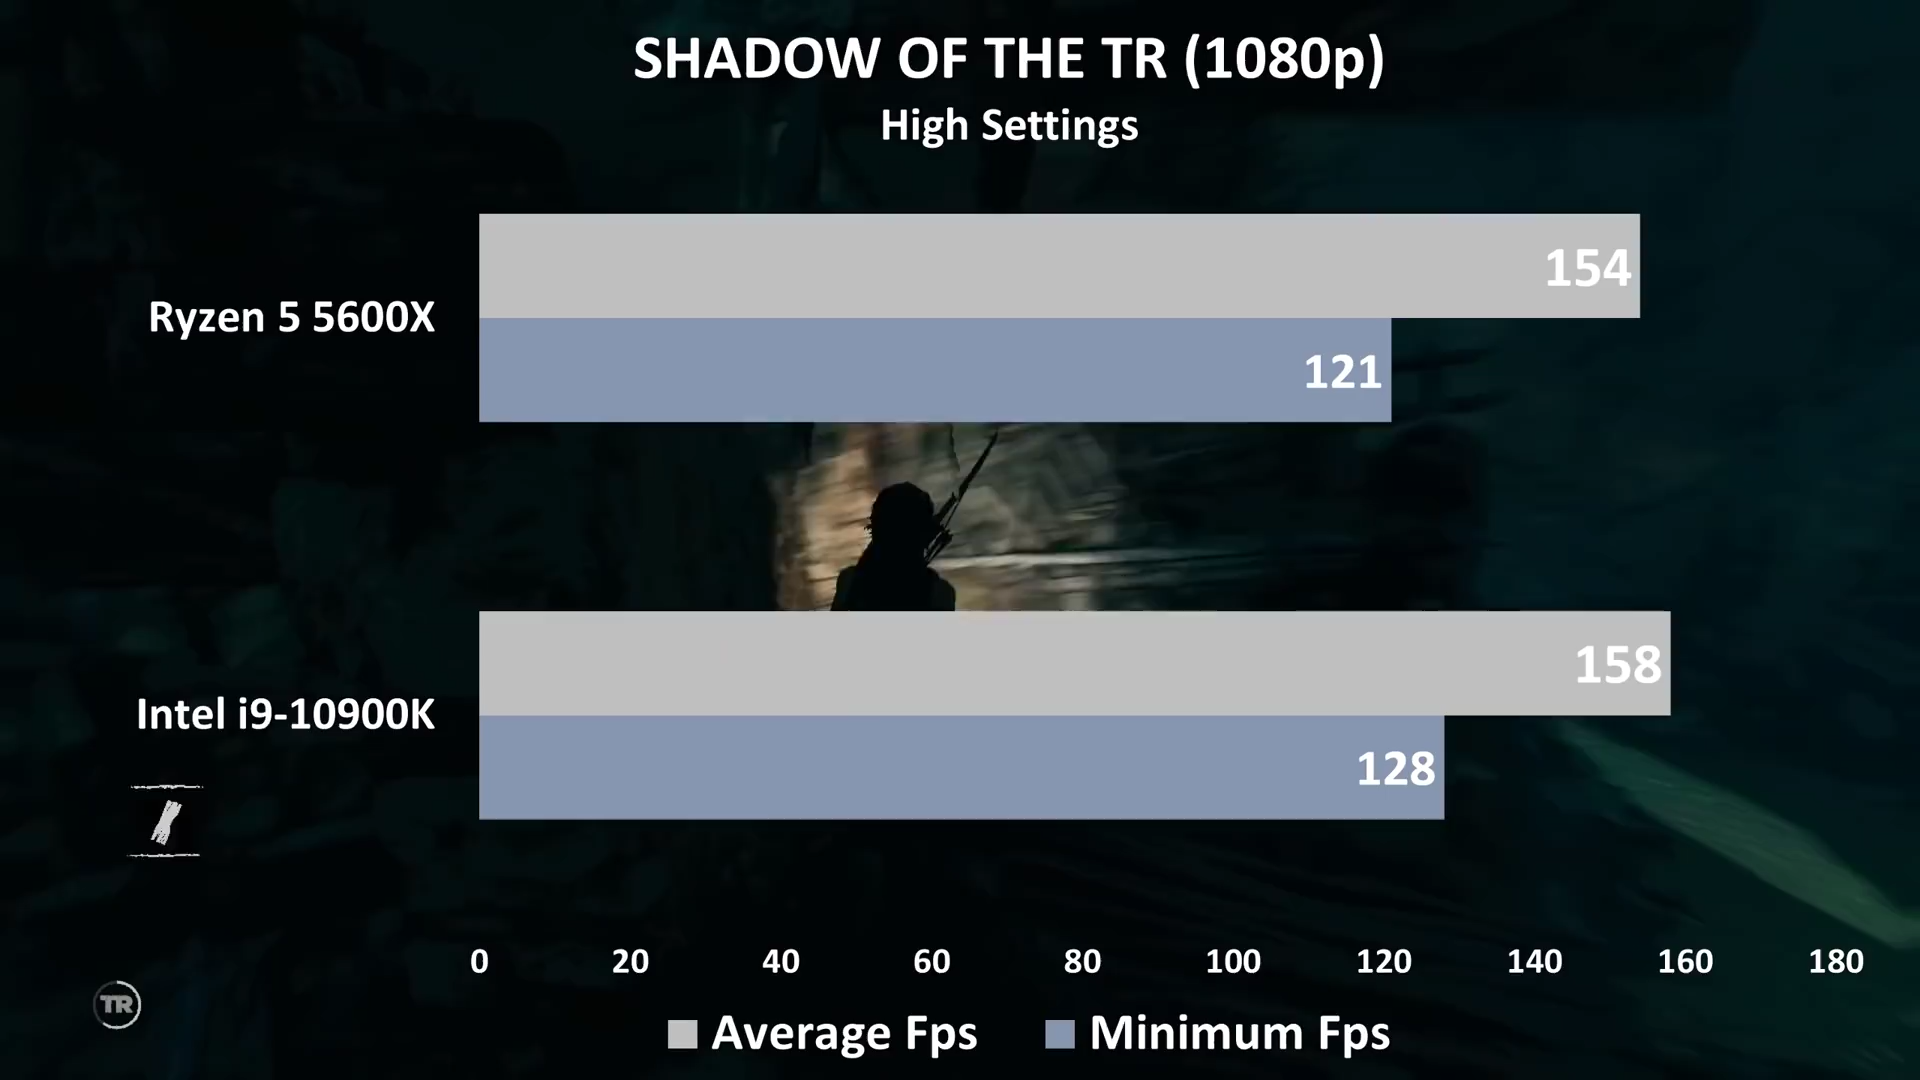 SHADOW OF THE TR (1080p)
High Settings
Ryzen 5 5600X
154
121
Intel i9-10900K
158
128
0 20 40 60 80 100 120 140 160 180
TR
Average Fps Minimum Fps